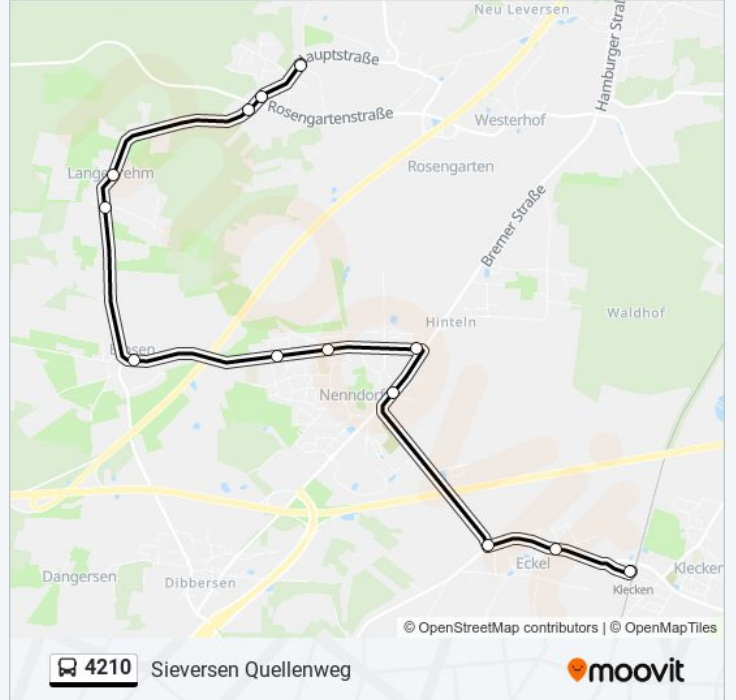 Neu Leversen
Hauptstraße
Hamburger Straß
Rosengartenstraße
Westerhof
Rosengarten
Bremer Straße
Waldhof
Hinteln
Nenndorf
Eckel
Klecken
Klecken
Dangersen
Dibbersen
© OpenStreetMap contributors | © OpenMapTiles
4210 Sieversen Quellenweg
moovit